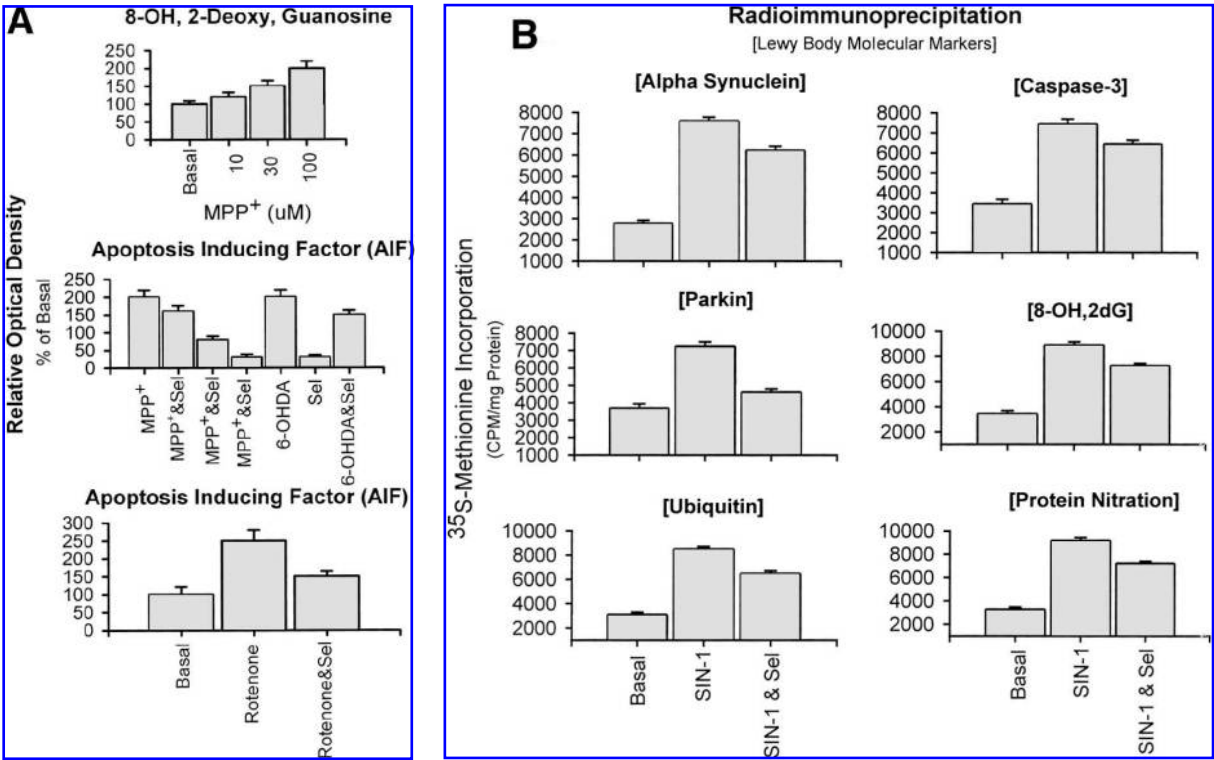 A
8-OH, 2-Deoxy, Guanosine
250
200
150
100
50
0
Basal
10
30
100
MPP+ (uM)
Relative Optical Density
% of Basal
Apoptosis Inducing Factor (AIF)
250
200
150
100
50
0
MPP+
MPP+&Sel
MPP+&Sel
MPP+&Sel
6-OHDA
Sel
6-OHDA&Sel
Apoptosis Inducing Factor (AIF)
300
250
200
150
100
50
0
Basal
Rotenone
Rotenone&Sel
B
Radioimmunoprecipitation
[Lewy Body Molecular Markers]
35S-Methionine Incorporation
(CPM/mg Protein)
[Alpha Synuclein]
8000
7000
6000
5000
4000
3000
2000
1000
[Caspase-3]
8000
7000
6000
5000
4000
3000
2000
1000
[Parkin]
8000
7000
6000
5000
4000
3000
2000
1000
[8-OH,2dG]
10000
8000
6000
4000
2000
[Ubiquitin]
10000
8000
6000
4000
2000
Basal
SIN-1
SIN-1 & Sel
[Protein Nitration]
10000
8000
6000
4000
2000
Basal
SIN-1
SIN-1 & Sel